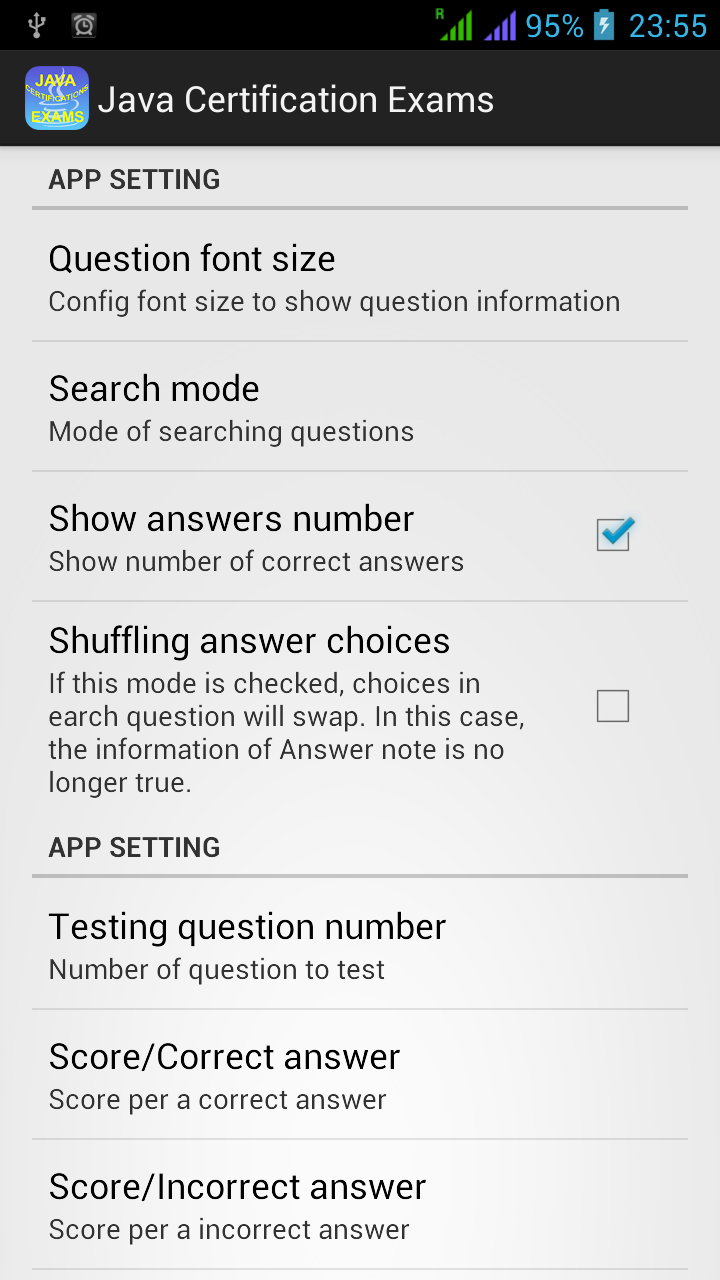 R
95% 23:55
JAVA
CERTIFICATIONS
EXAMS
Java Certification Exams
APP SETTING
Question font size
Config font size to show question information
Search mode
Mode of searching questions
Show answers number
Show number of correct answers
Shuffling answer choices
If this mode is checked, choices in
earch question will swap. In this case,
the information of Answer note is no
longer true.
APP SETTING
Testing question number
Number of question to test
Score/Correct answer
Score per a correct answer
Score/Incorrect answer
Score per a incorrect answer